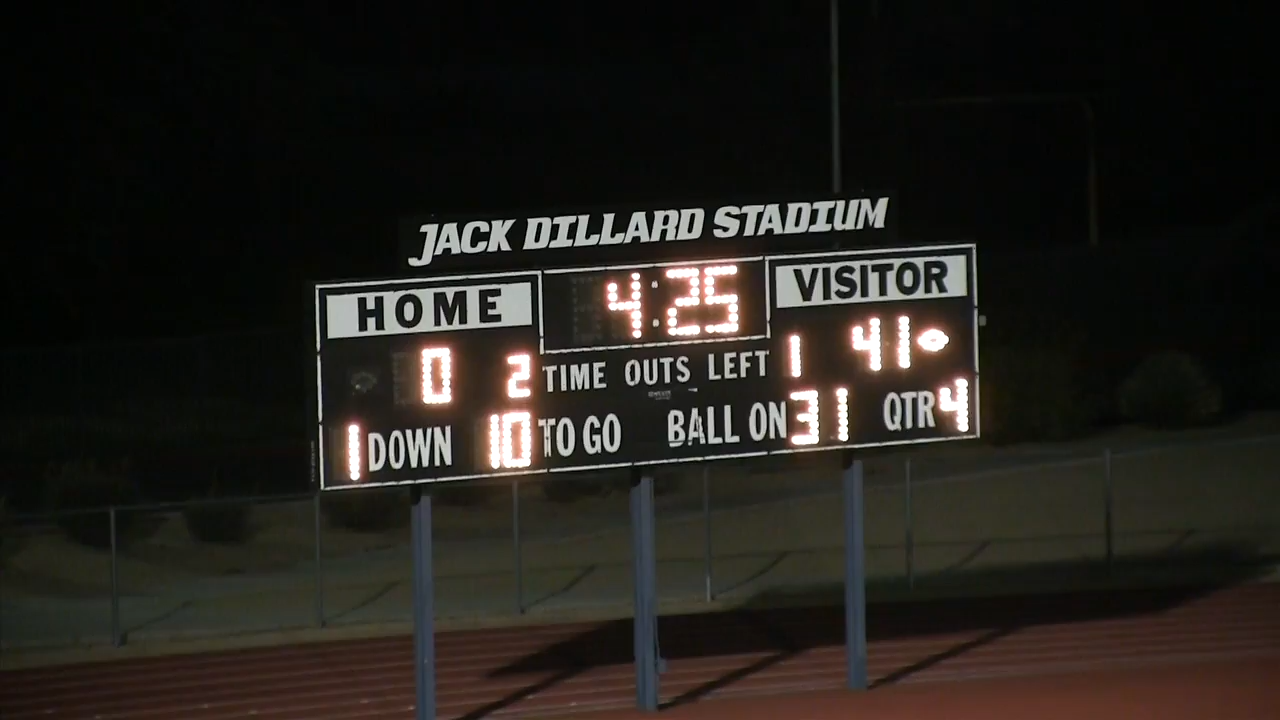 JACK DILLARD STADIUM
HOME 4:25 VISITOR
0 2 TIME OUTS LEFT 1 41
1 DOWN 10 TO GO BALL ON 31 QTR 4